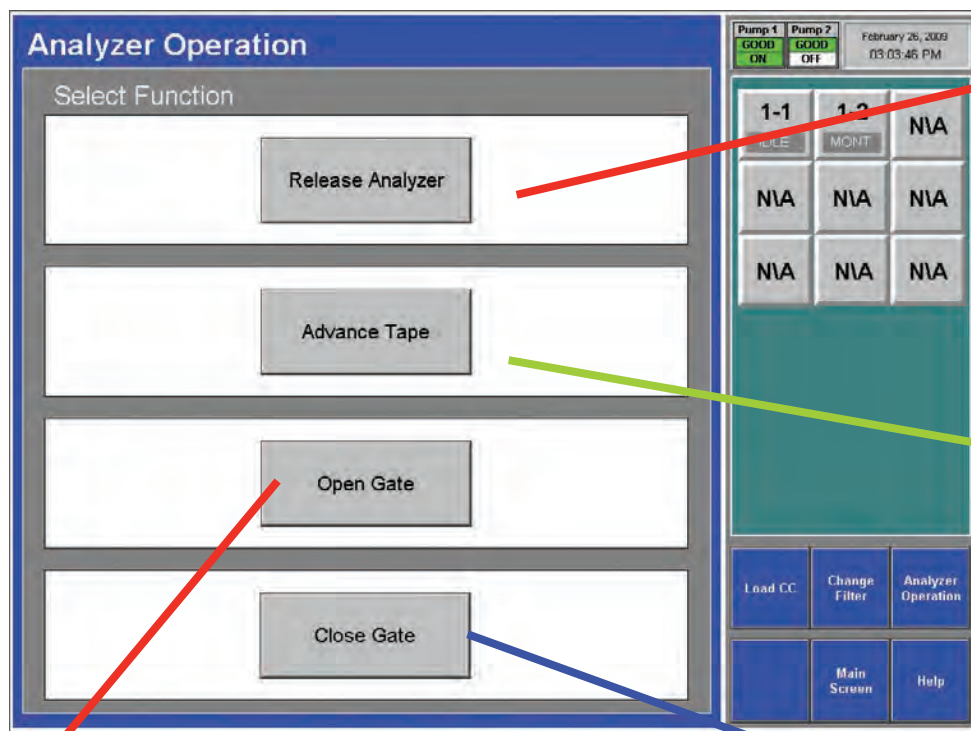 Analyzer Operation
Select Function
Release Analyzer
Advance Tape
Open Gate
Close Gate
Pump 1 Pump 2
GOOD GOOD
ON OFF
February 26, 2009
03:03:46 PM
1-1 1-2 N\A
IDLE MONT
N\A N\A N\A
N\A N\A N\A
Load CC
Change
Filter
Analyzer
Operation
Main
Screen
Help